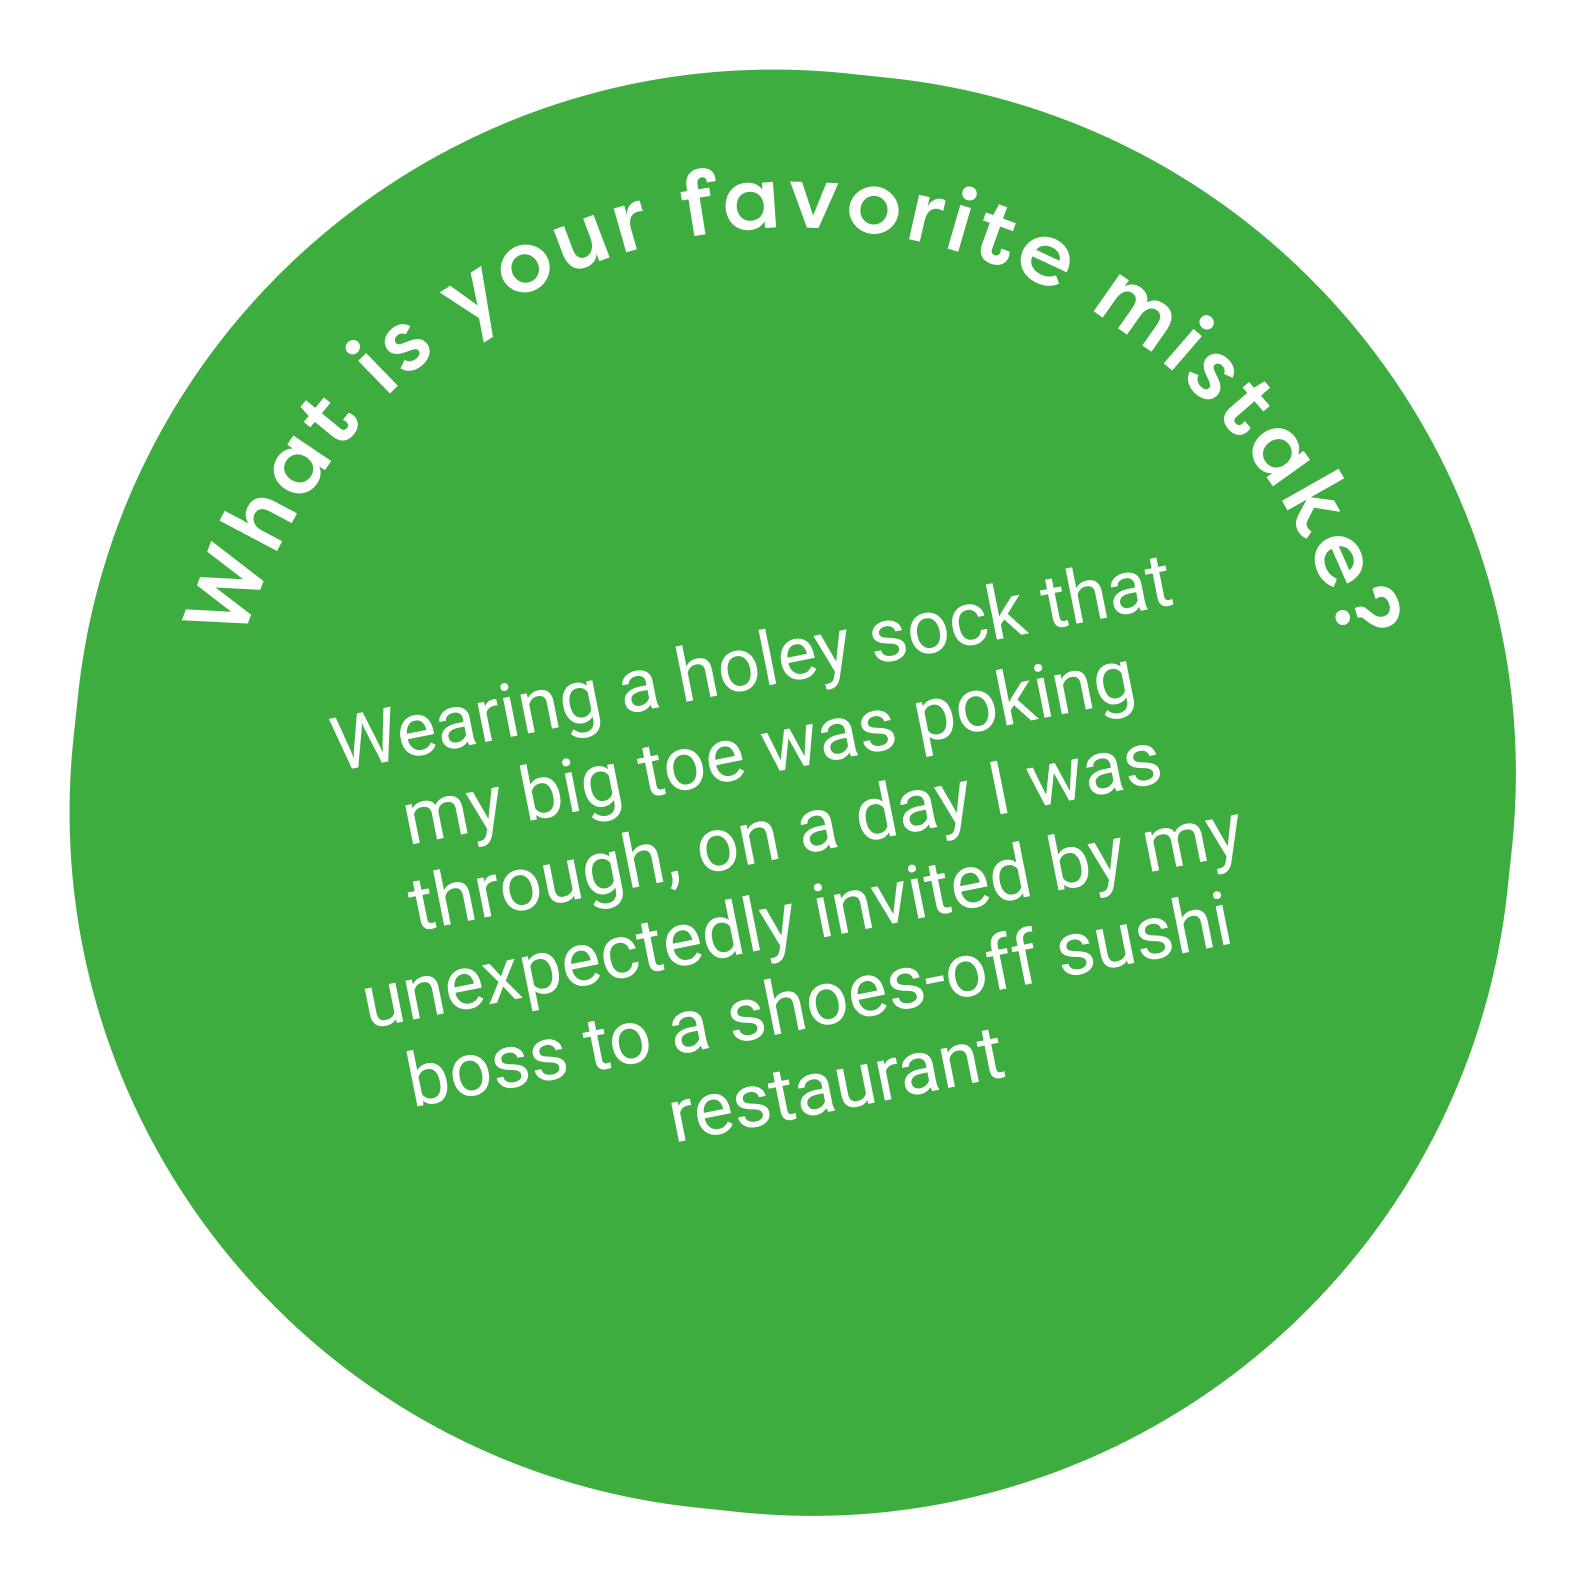 What is your favorite mistake?
Wearing a holey sock that
my big toe was poking
through, on a day I was
unexpectedly invited by my
boss to a shoes-off sushi
restaurant